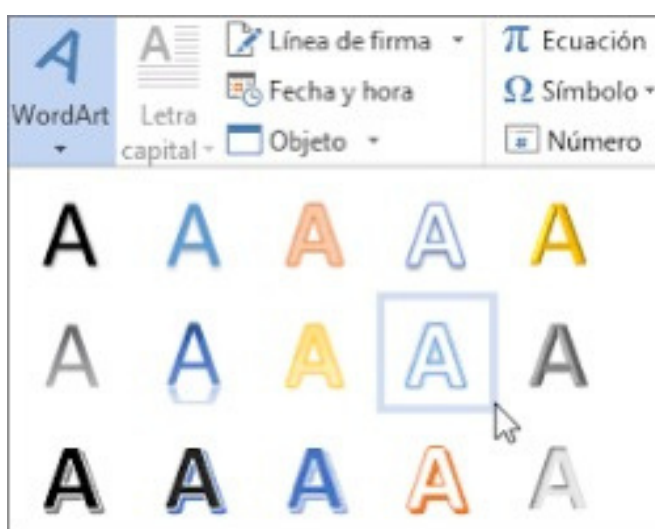 WordArt
Letra
capital
Línea de firma
Fecha y hora
Objeto
π Ecuación
Ω Símbolo
# Número
A A A A A
A A A A A
A A A A A